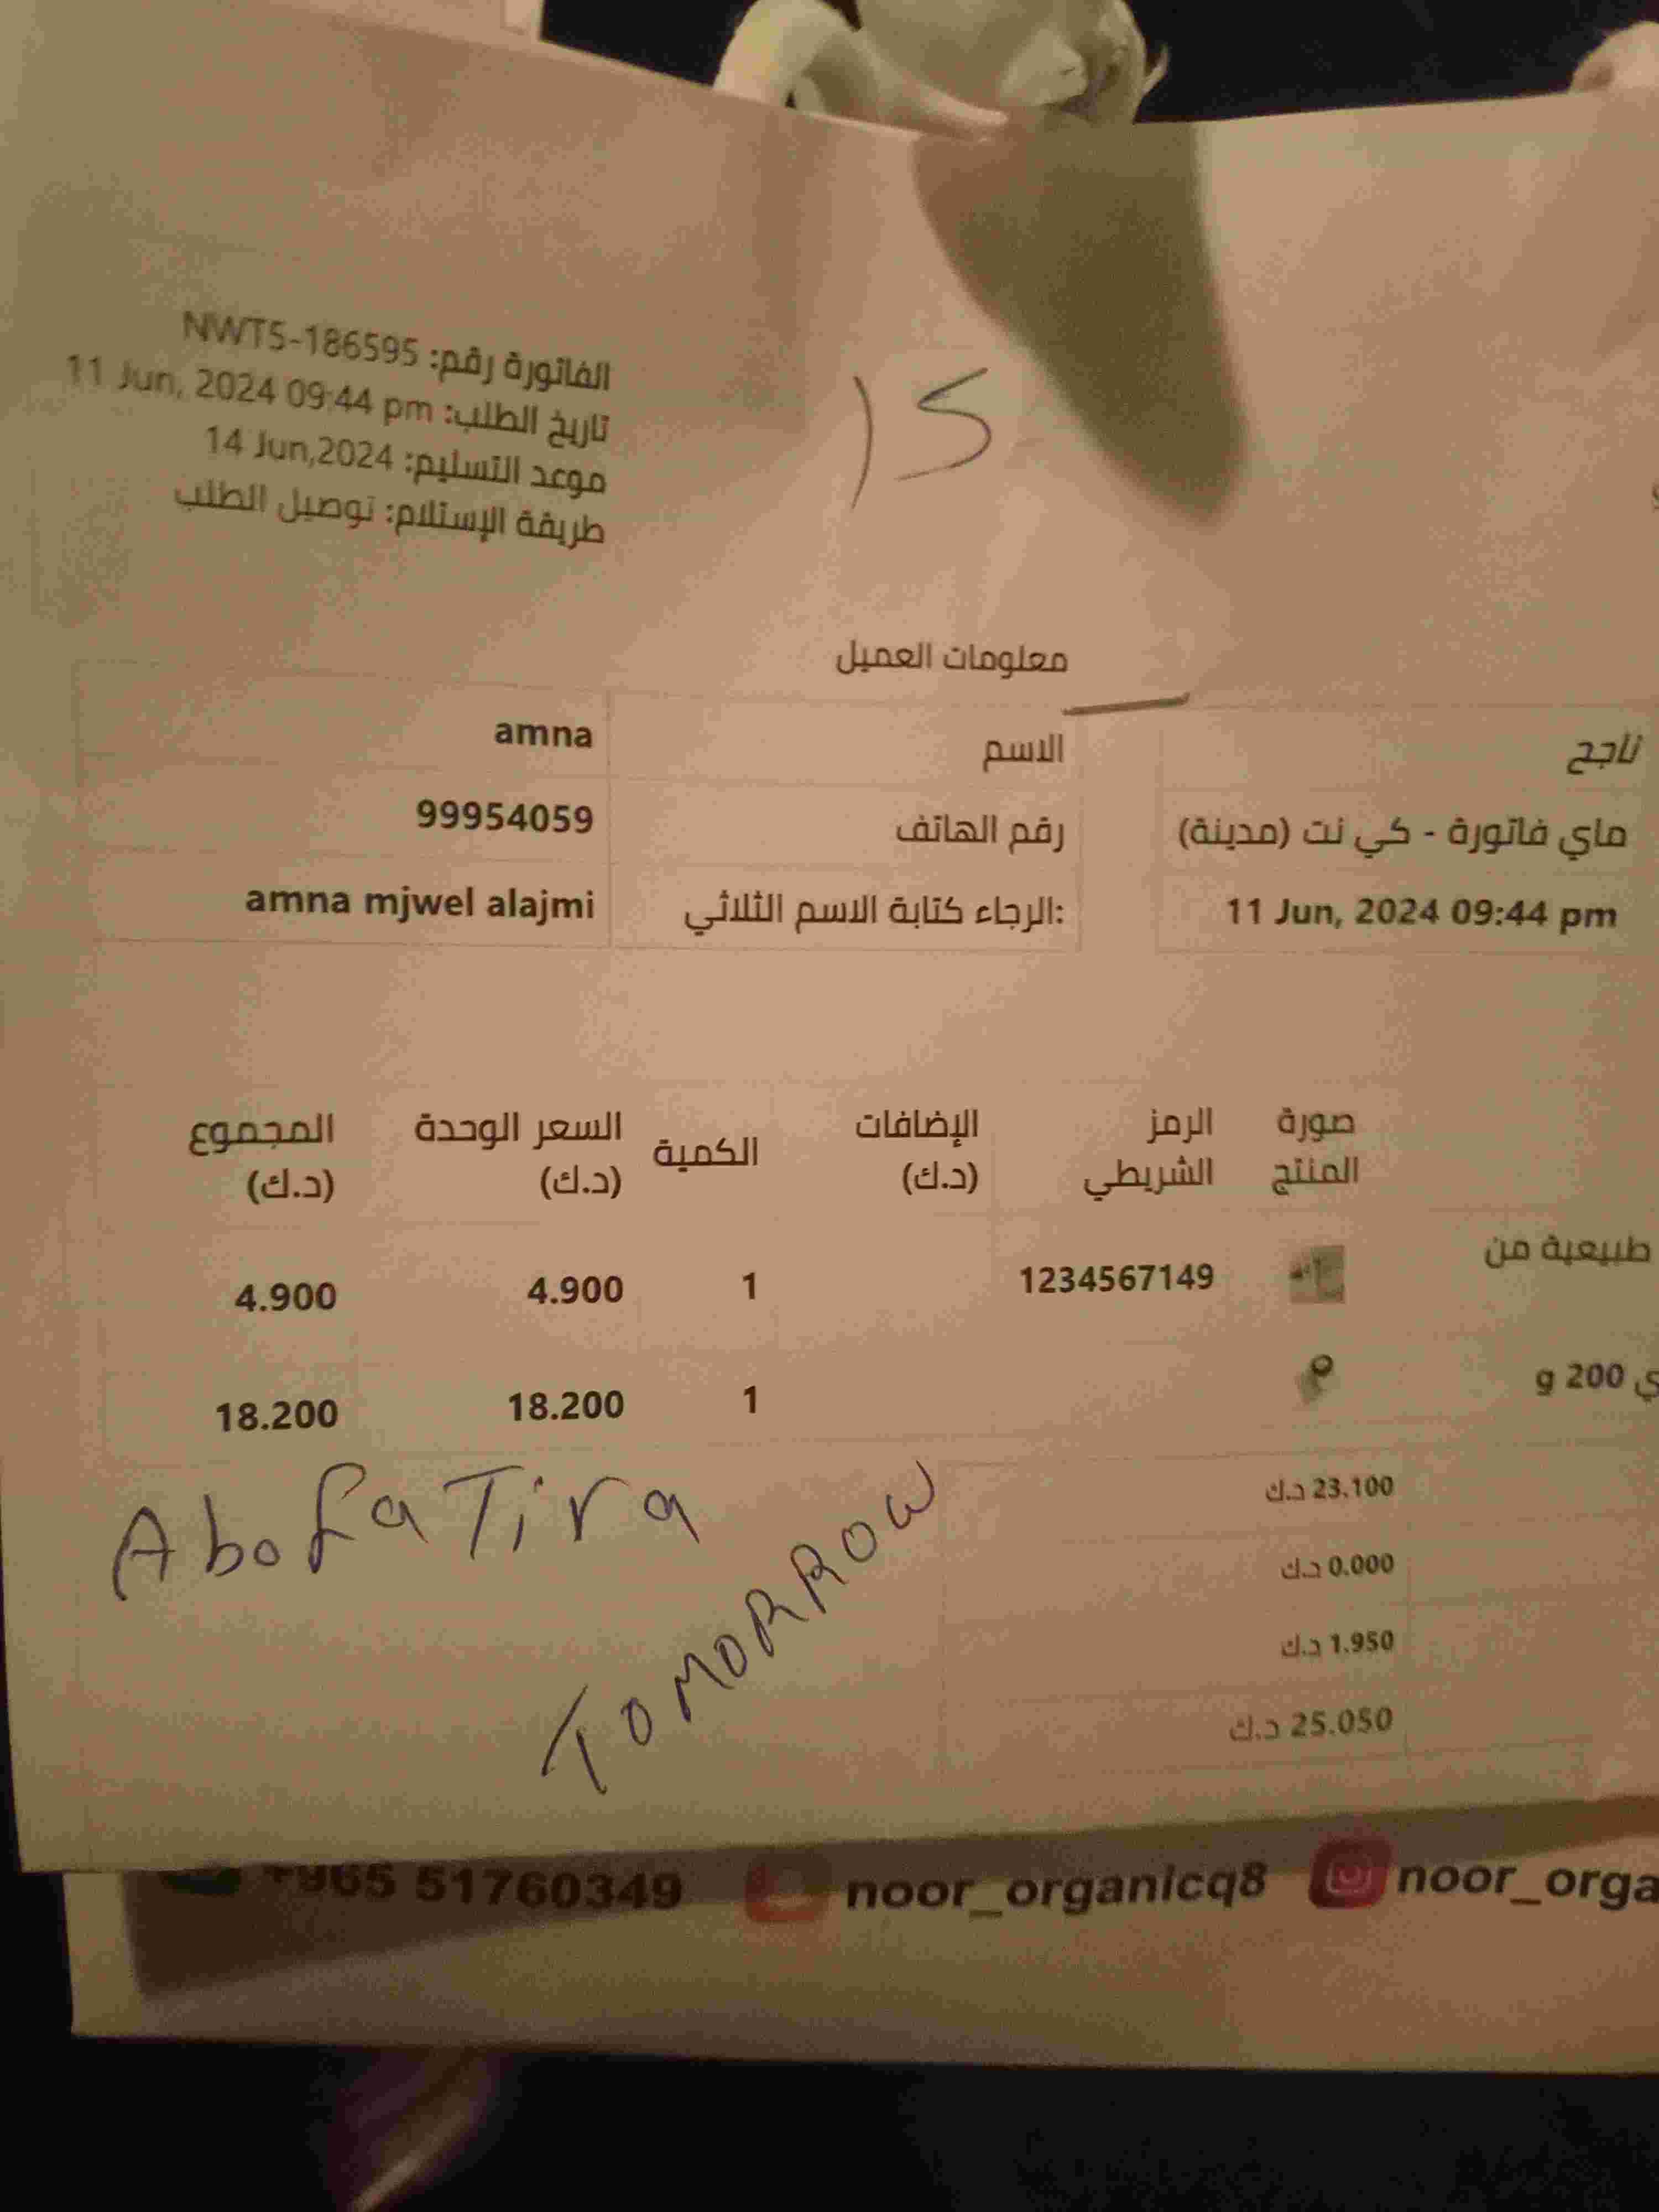 الفاتورة رقم: NWT5-186595
تاريخ الطلب: 11 Jun, 2024 09:44 pm
موعد التسليم: 14 Jun,2024
طريقة الإستلام: توصيل الطلب
15
معلومات العميل
ناجح
الاسم amna
ماي فاتورة - كي نت (مدينة)
رقم الهاتف 99954059
11 Jun, 2024 09:44 pm
:الرجاء كتابة الاسم الثلاثي amna mjwel alajmi
صورة المنتج
الرمز الشريطي
الإضافات (د.ك)
الكمية
السعر الوحدة (د.ك)
المجموع (د.ك)
طبيعية من 1234567149 1 4.900 4.900
ي 200 g 1 18.200 18.200
23.100 د.ك
0.000 د.ك
1.950 د.ك
25.050 د.ك
AbofaTira
TOMORROW
+965 51760349 noor_organicq8 noor_orga